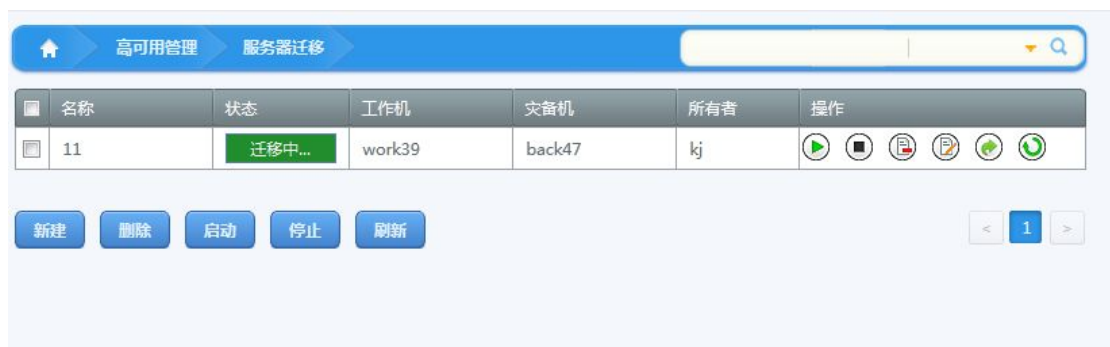 高可用管理 服务器迁移
名称 状态 工作机 灾备机 所有者 操作
11 迁移中... work39 back47 kj
新建 删除 启动 停止 刷新 < 1 >